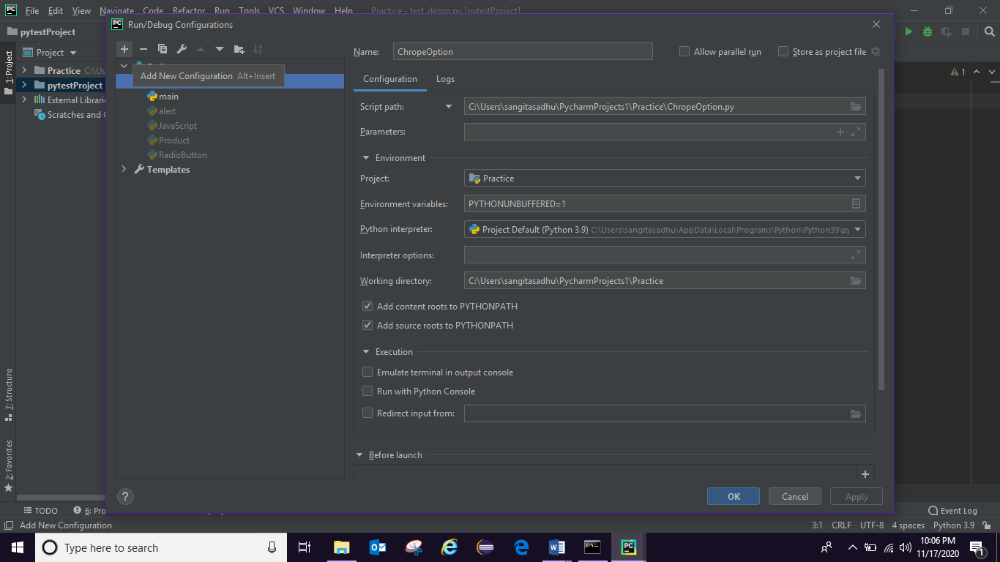 PC File Edit View Navigate Code Refactor Run Tools VCS Window Help Practice - test_demo.py [pytestProject]
pytestProject
PC Run/Debug Configurations
1: Project
Project
Practice C:\Us
pytestProject
External Librarie
Scratches and C
Add New Configuration Alt+Insert
main
alert
JavaScript
Product
RadioButton
Templates
Name: ChropeOption
Allow parallel run
Store as project file
Configuration Logs
Script path: C:\Users\sangitasadhu\PycharmProjects1\Practice\ChropeOption.py
Parameters:
Environment
Project: Practice
Environment variables: PYTHONUNBUFFERED=1
Python interpreter: Project Default (Python 3.9) C:\Users\sangitasadhu\AppData\Local\Programs\Python\Python39\py
Interpreter options:
Working directory: C:\Users\sangitasadhu\PycharmProjects1\Practice
Add content roots to PYTHONPATH
Add source roots to PYTHONPATH
Execution
Emulate terminal in output console
Run with Python Console
Redirect input from:
Before launch
OK Cancel Apply
?
1
7: Structure
2: Favorites
TODO 6: Pro
Event Log
Add New Configuration
3:1 CRLF UTF-8 4 spaces Python 3.9
Type here to search
PC
10:06 PM
11/17/2020
1